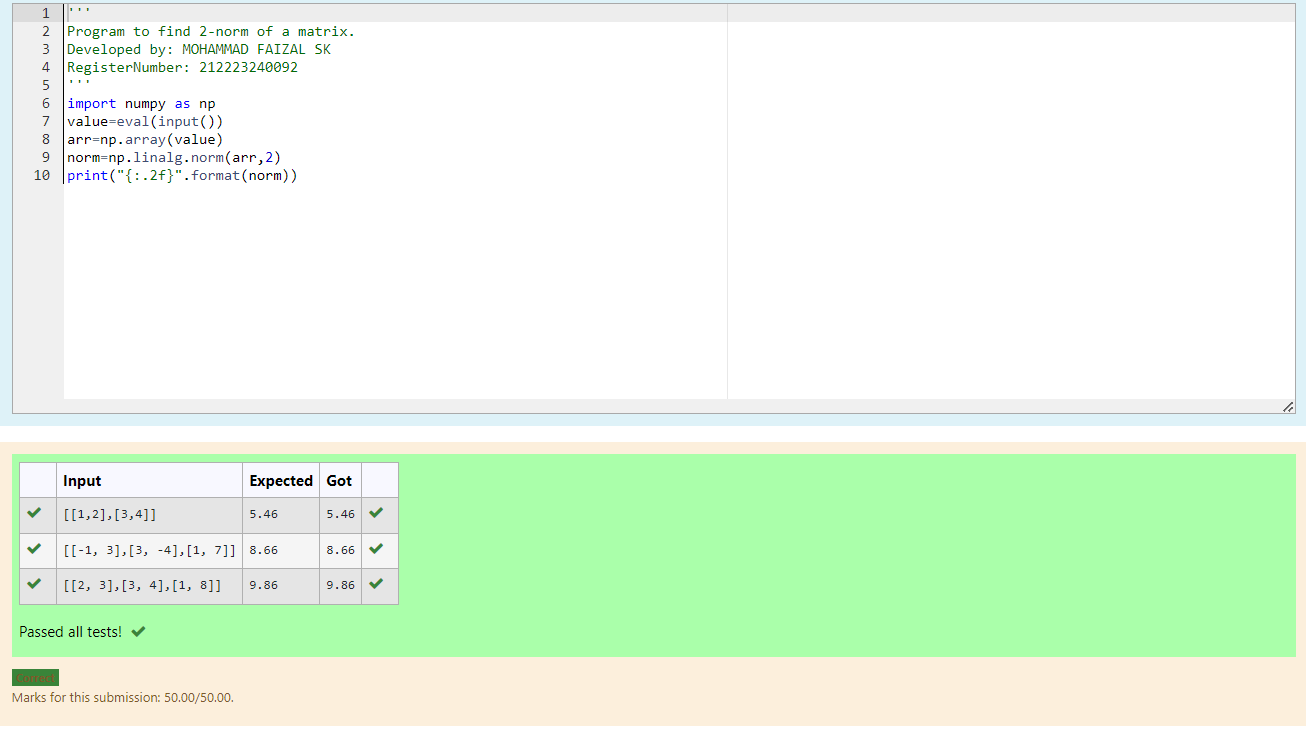 1 '''
2 Program to find 2-norm of a matrix.
3 Developed by: MOHAMMAD FAIZAL SK
4 RegisterNumber: 212223240092
5 '''
6 import numpy as np
7 value=eval(input())
8 arr=np.array(value)
9 norm=np.linalg.norm(arr,2)
10 print("{:.2f}".format(norm))
Input Expected Got
[[1,2],[3,4]] 5.46 5.46
[[-1, 3],[3, -4],[1, 7]] 8.66 8.66
[[2, 3],[3, 4],[1, 8]] 9.86 9.86
Passed all tests!
Correct
Marks for this submission: 50.00/50.00.